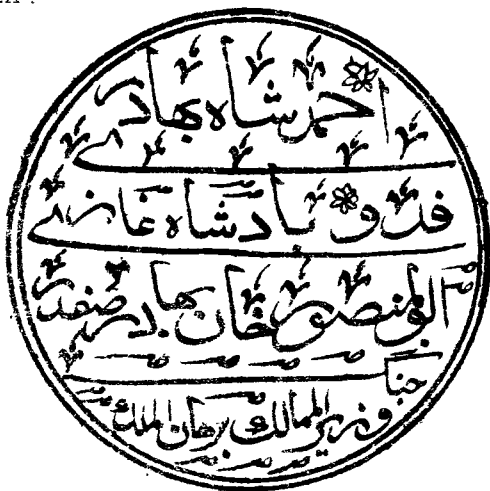 احمد شاه بهادر
فدوی بادشاه غازی
ابو المنصور خان بهادر صفدر
جنگ
وزیر الممالک برهان الملک